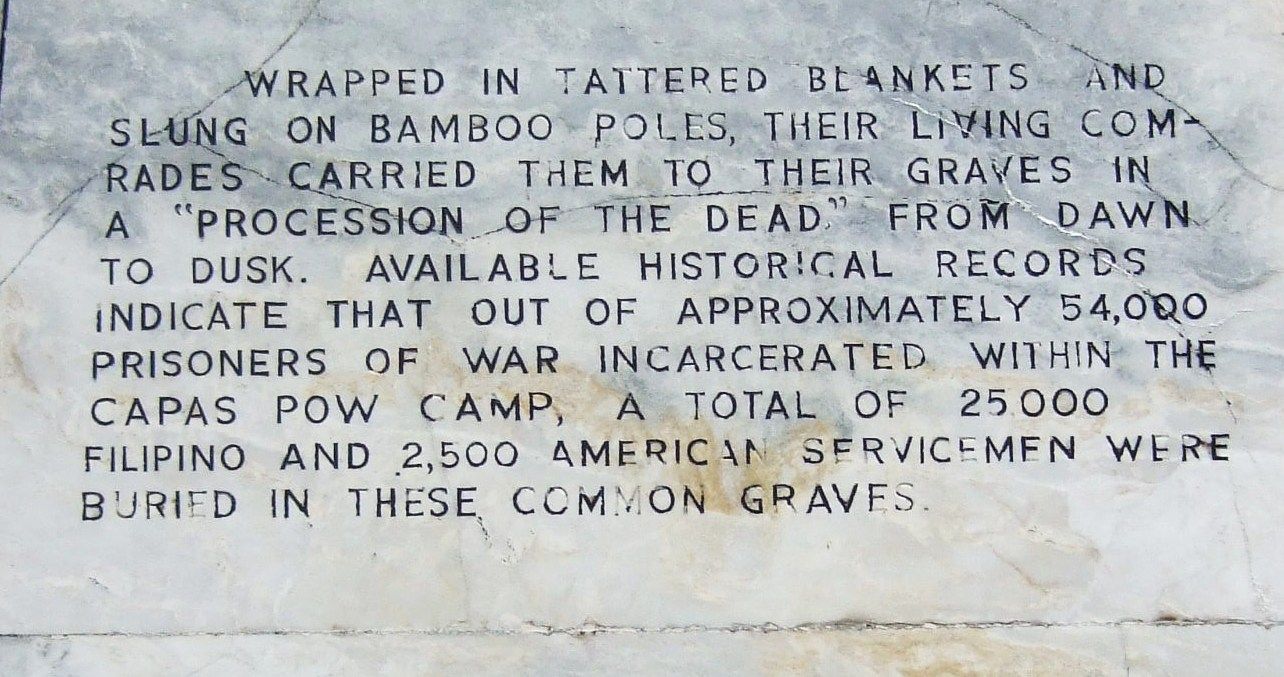 WRAPPED IN TATTERED BLANKETS AND
SLUNG ON BAMBOO POLES, THEIR LIVING COM-
RADES CARRIED THEM TO THEIR GRAVES IN
A "PROCESSION OF THE DEAD," FROM DAWN
TO DUSK. AVAILABLE HISTORICAL RECORDS
INDICATE THAT OUT OF APPROXIMATELY 54,000
PRISONERS OF WAR INCARCERATED WITHIN THE
CAPAS POW CAMP, A TOTAL OF 25.000
FILIPINO AND 2,500 AMERICAN SERVICEMEN WERE
BURIED IN THESE COMMON GRAVES.